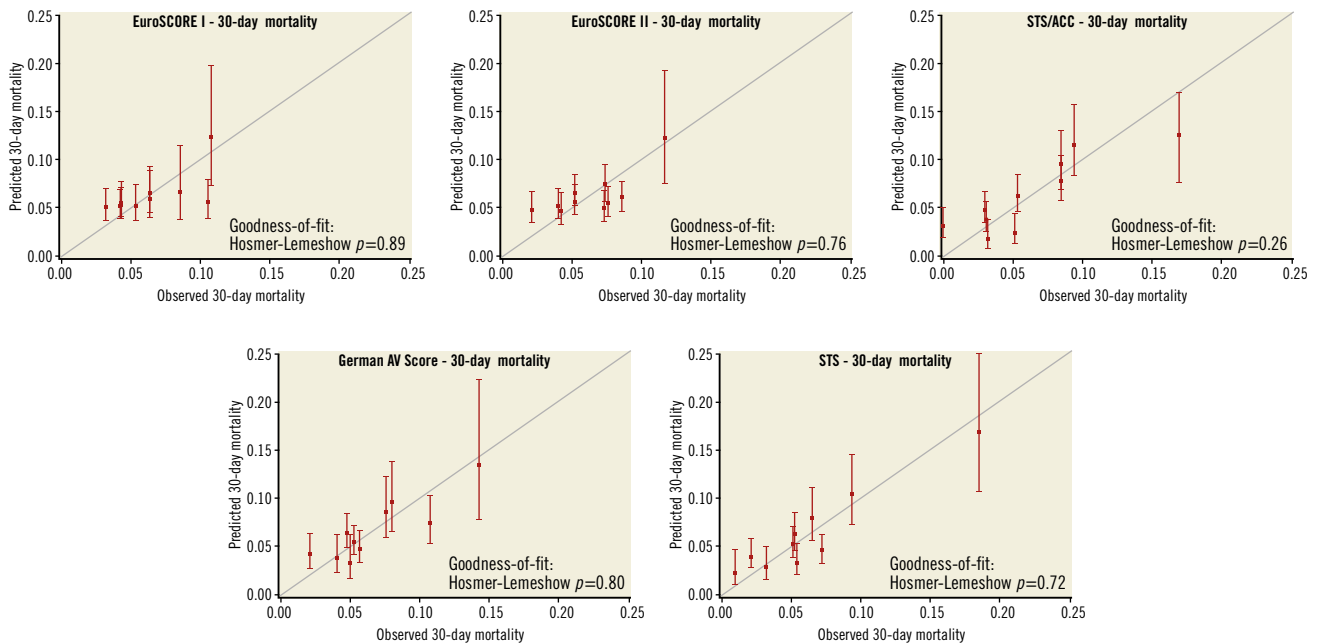 EuroSCORE I - 30-day mortality
Predicted 30-day mortality
0.25
0.20
0.15
0.10
0.05
0.00
Goodness-of-fit:
Hosmer-Lemeshow p=0.89
0.00 0.05 0.10 0.15 0.20 0.25
Observed 30-day mortality
EuroSCORE II - 30-day mortality
Predicted 30-day mortality
0.25
0.20
0.15
0.10
0.05
0.00
Goodness-of-fit:
Hosmer-Lemeshow p=0.76
0.00 0.05 0.10 0.15 0.20 0.25
Observed 30-day mortality
STS/ACC - 30-day mortality
Predicted 30-day mortality
0.25
0.20
0.15
0.10
0.05
0.00
Goodness-of-fit:
Hosmer-Lemeshow p=0.26
0.00 0.05 0.10 0.15 0.20 0.25
Observed 30-day mortality
German AV Score - 30-day mortality
Predicted 30-day mortality
0.25
0.20
0.15
0.10
0.05
0.00
Goodness-of-fit:
Hosmer-Lemeshow p=0.80
0.00 0.05 0.10 0.15 0.20 0.25
Observed 30-day mortality
STS - 30-day mortality
Predicted 30-day mortality
0.25
0.20
0.15
0.10
0.05
0.00
Goodness-of-fit:
Hosmer-Lemeshow p=0.72
0.00 0.05 0.10 0.15 0.20 0.25
Observed 30-day mortality